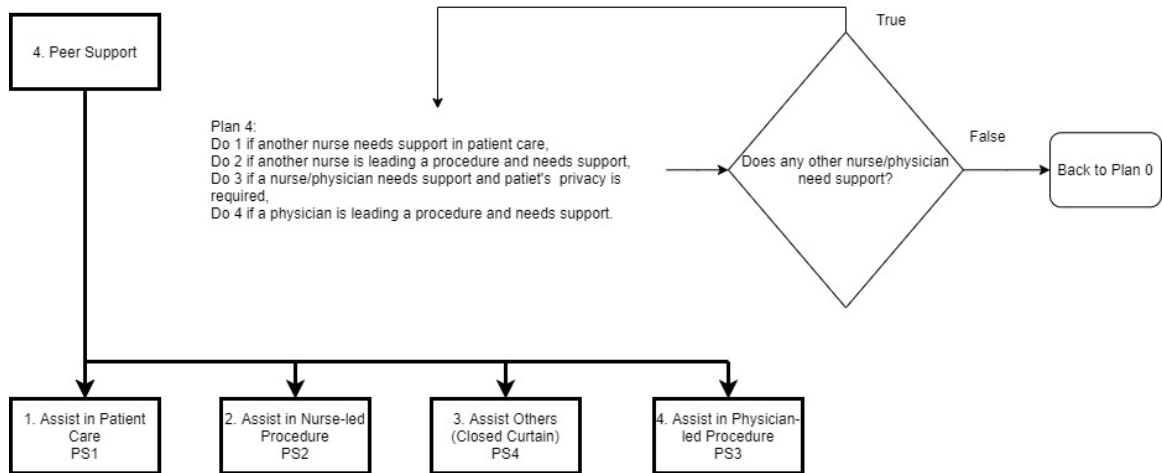 4. Peer Support
True
Plan 4:
Do 1 if another nurse needs support in patient care,
Do 2 if another nurse is leading a procedure and needs support,
Do 3 if a nurse/physician needs support and patiet's  privacy is
required,
Do 4 if a physician is leading a procedure and needs support.
Does any other nurse/physician
need support?
False
Back to Plan 0
1. Assist in Patient
Care
PS1
2. Assist in Nurse-led
Procedure
PS2
3. Assist Others
(Closed Curtain)
PS4
4. Assist in Physician-
led Procedure
PS3